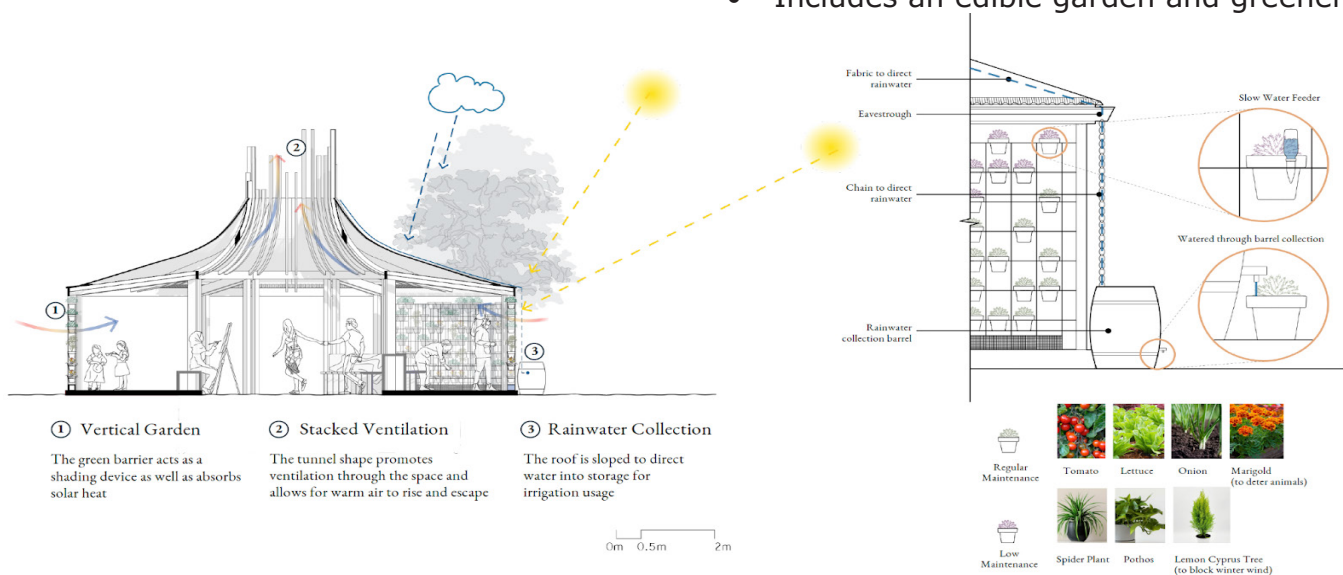 • Includes an edible garden and greener
2
1
3
1 Vertical Garden
The green barrier acts as a
shading device as well as absorbs
solar heat
2 Stacked Ventilation
The tunnel shape promotes
ventilation through the space and
allows for warm air to rise and escape
3 Rainwater Collection
The roof is sloped to direct
water into storage for
irrigation usage
0m 0.5m 2m
Fabric to direct
rainwater
Eavestrough
Chain to direct
rainwater
Rainwater
collection barrel
Slow Water Feeder
Watered through barrel collection
Regular
Maintenance
Tomato Lettuce Onion Marigold
(to deter animals)
Low
Maintenance
Spider Plant Pothos Lemon Cyprus Tree
(to block winter wind)